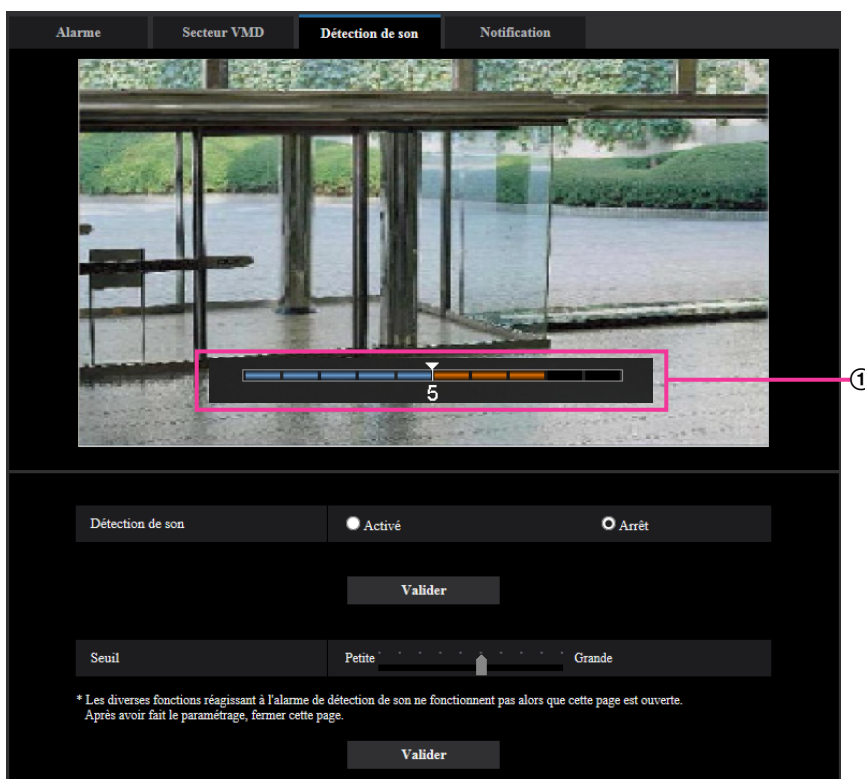 Alarme Secteur VMD Détection de son Notification
5
①
Détection de son Activé Arrêt
Valider
Seuil Petite Grande
* Les diverses fonctions réagissant à l'alarme de détection de son ne fonctionnent pas alors que cette page est ouverte.
Après avoir fait le paramétrage, fermer cette page.
Valider